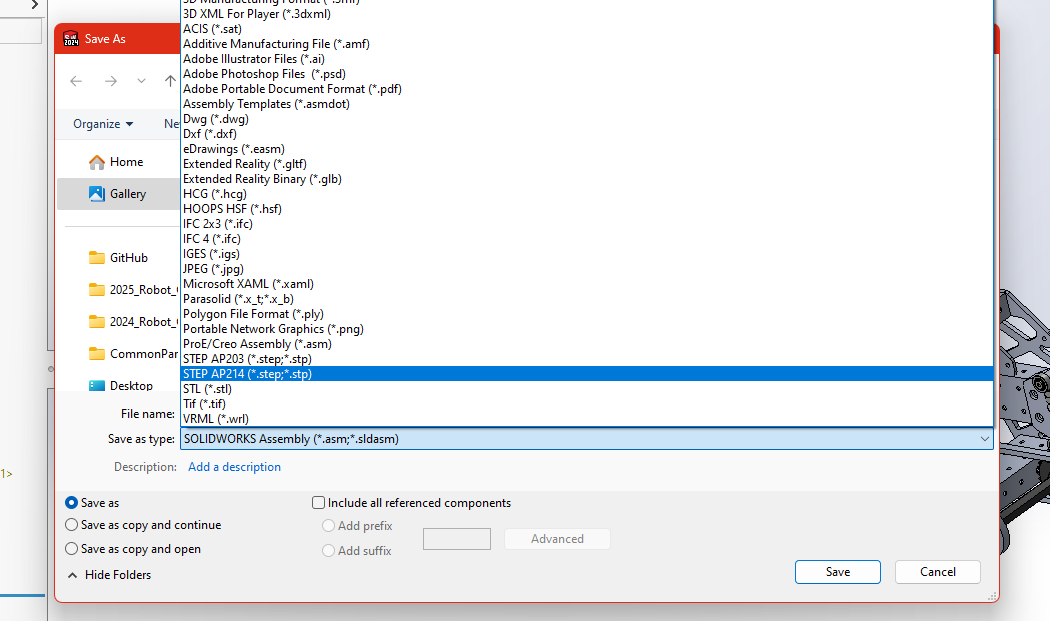 3D Manufacturing Format (*.3mf)
3D XML For Player (*.3dxml)
ACIS (*.sat)
Additive Manufacturing File (*.amf)
Adobe Illustrator Files (*.ai)
Adobe Photoshop Files (*.psd)
Adobe Portable Document Format (*.pdf)
Assembly Templates (*.asmdot)
Dwg (*.dwg)
Dxf (*.dxf)
eDrawings (*.easm)
Extended Reality (*.gltf)
Extended Reality Binary (*.glb)
HCG (*.hcg)
HOOPS HSF (*.hsf)
IFC 2x3 (*.ifc)
IFC 4 (*.ifc)
IGES (*.igs)
JPEG (*.jpg)
Microsoft XAML (*.xaml)
Parasolid (*.x_t;*.x_b)
Polygon File Format (*.ply)
Portable Network Graphics (*.png)
ProE/Creo Assembly (*.asm)
STEP AP203 (*.step;*.stp)
STEP AP214 (*.step;*.stp)
STL (*.stl)
Tif (*.tif)
VRML (*.wrl)
2024
Save As
Organize
Ne
Home
Gallery
GitHub
2025_Robot_
2024_Robot_
CommonPar
Desktop
File name:
Save as type: SOLIDWORKS Assembly (*.asm;*.sldasm)
Description: Add a description
1>
Save as
Save as copy and continue
Save as copy and open
Include all referenced components
Add prefix
Add suffix
Advanced
Hide Folders
Save
Cancel